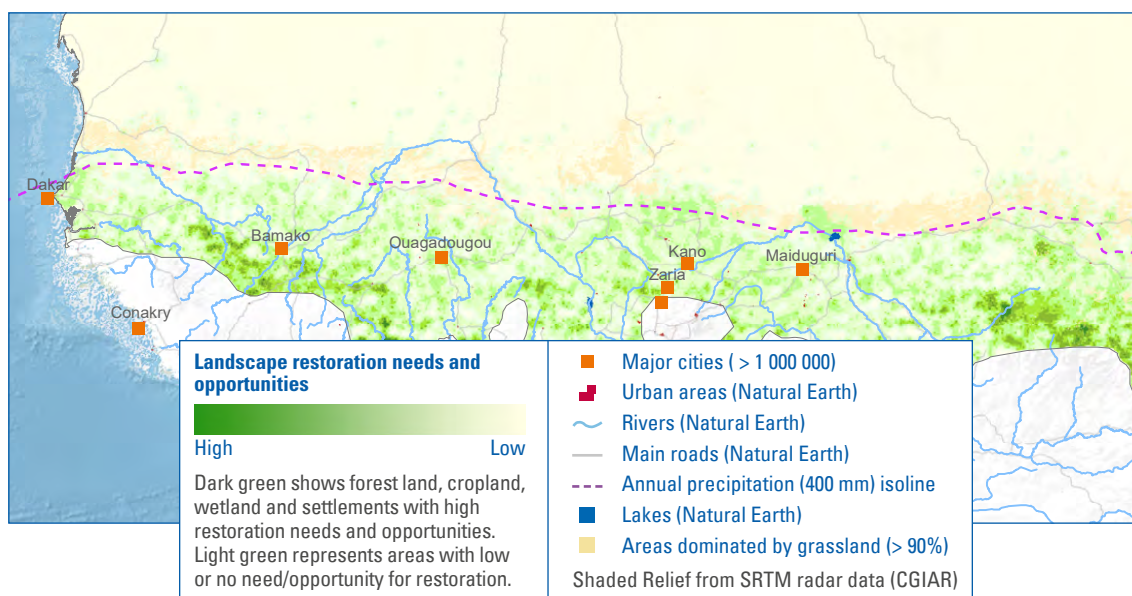 Dakar
Bamako
Ouagadougou
Kano
Zaria
Maiduguri
Conakry
Landscape restoration needs and
opportunities
High Low
Dark green shows forest land, cropland,
wetland and settlements with high
restoration needs and opportunities.
Light green represents areas with low
or no need/opportunity for restoration.
Major cities ( > 1 000 000)
Urban areas (Natural Earth)
Rivers (Natural Earth)
Main roads (Natural Earth)
Annual precipitation (400 mm) isoline
Lakes (Natural Earth)
Areas dominated by grassland (> 90%)
Shaded Relief from SRTM radar data (CGIAR)